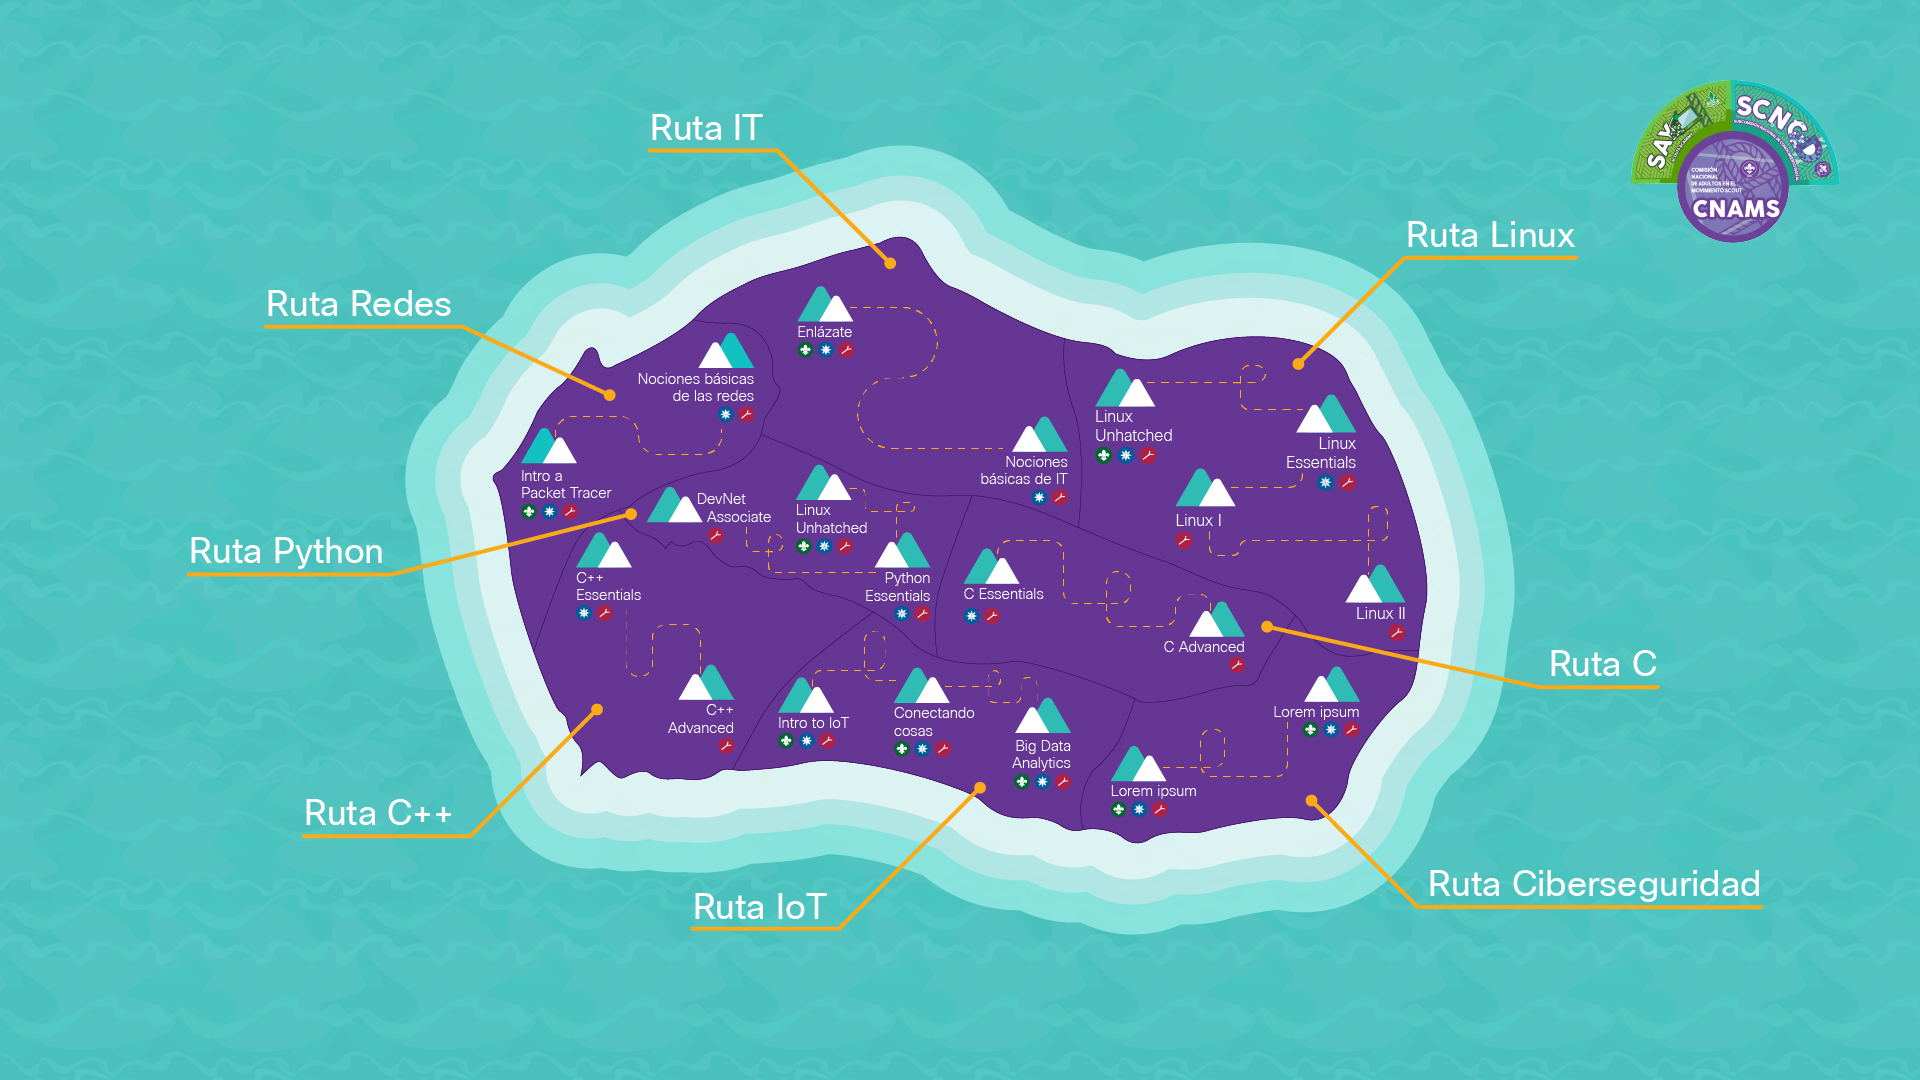 Ruta IT
SAV
SCNC
COMISIÓN
NACIONAL
DE ADULTOS EN EL
MOVIMIENTO SCOUT
CNAMS
Ruta Linux
Ruta Redes
Enlázate
Nociones básicas
de las redes
Linux
Unhatched
Linux
Essentials
Nociones
básicas de IT
Intro a
Packet Tracer
DevNet
Associate
Linux
Unhatched
Linux I
Ruta Python
C++
Essentials
Python
Essentials
C Essentials
Linux II
C Advanced
Ruta C
C++
Advanced
Intro to IoT
Conectando
cosas
Big Data
Analytics
Lorem ipsum
Lorem ipsum
Ruta C++
Ruta IoT
Ruta Ciberseguridad